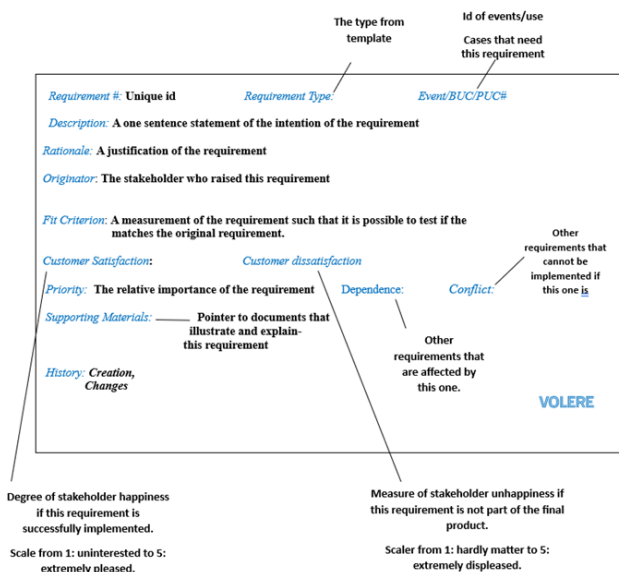 The type from
template
Id of events/use
Cases that need
this requirement
Requirement #: Unique id Requirement Type: Event/BUC/PUC#
Description: A one sentence statement of the intention of the requirement
Rationale: A justification of the requirement
Originator: The stakeholder who raised this requirement
Fit Criterion: A measurement of the requirement such that it is possible to test if the
matches the original requirement.
Other
requirements that
cannot be
implemented if
this one is
Customer Satisfaction: Customer dissatisfaction
Priority: The relative importance of the requirement Dependence: Conflict:
Supporting Materials: Pointer to documents that
illustrate and explain-
this requirement
Other
requirements that
are affected by
this one.
History: Creation,
Changes
VOLERE
Degree of stakeholder happiness
if this requirement is
successfully implemented.
Scale from 1: uninterested to 5:
extremely pleased.
Measure of stakeholder unhappiness if
this requirement is not part of the final
product.
Scaler from 1: hardly matter to 5:
extremely displeased.